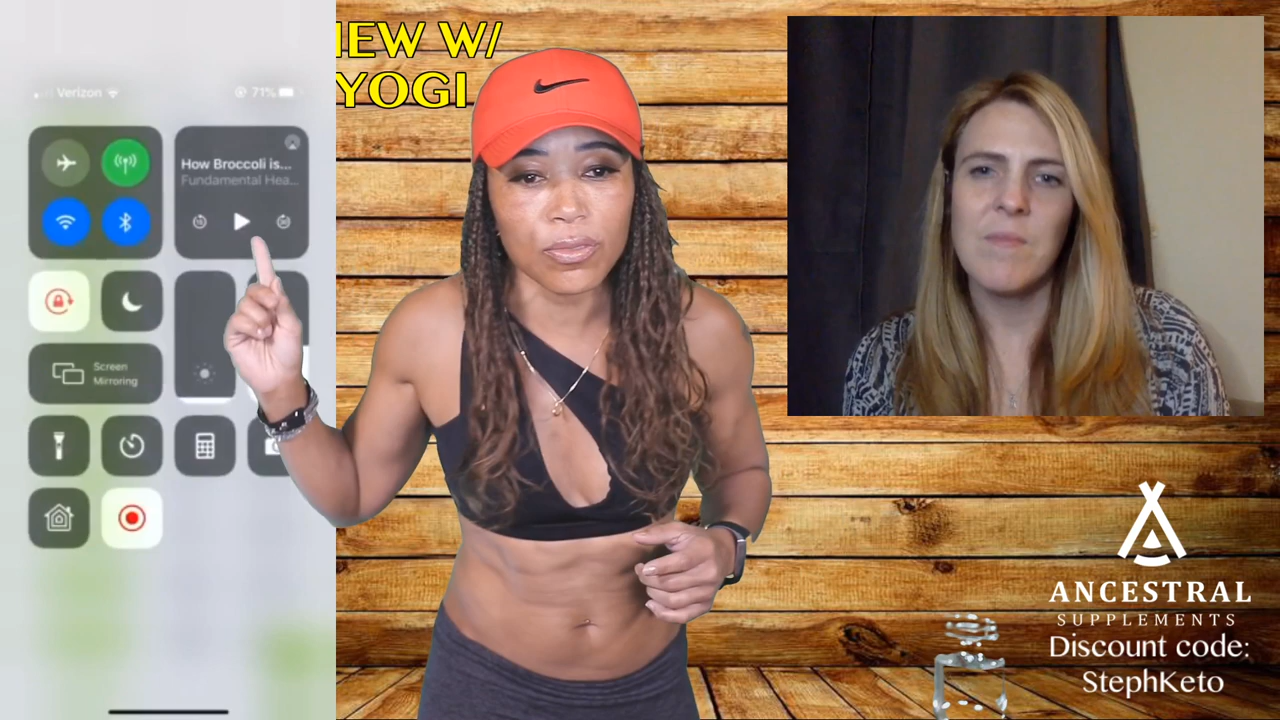 Verizon
71%
How Broccoli is...
Fundamental Hea...
Screen
Mirroring
IEW W/
YOGI
ANCESTRAL
SUPPLEMENTS
Discount code:
StephKeto